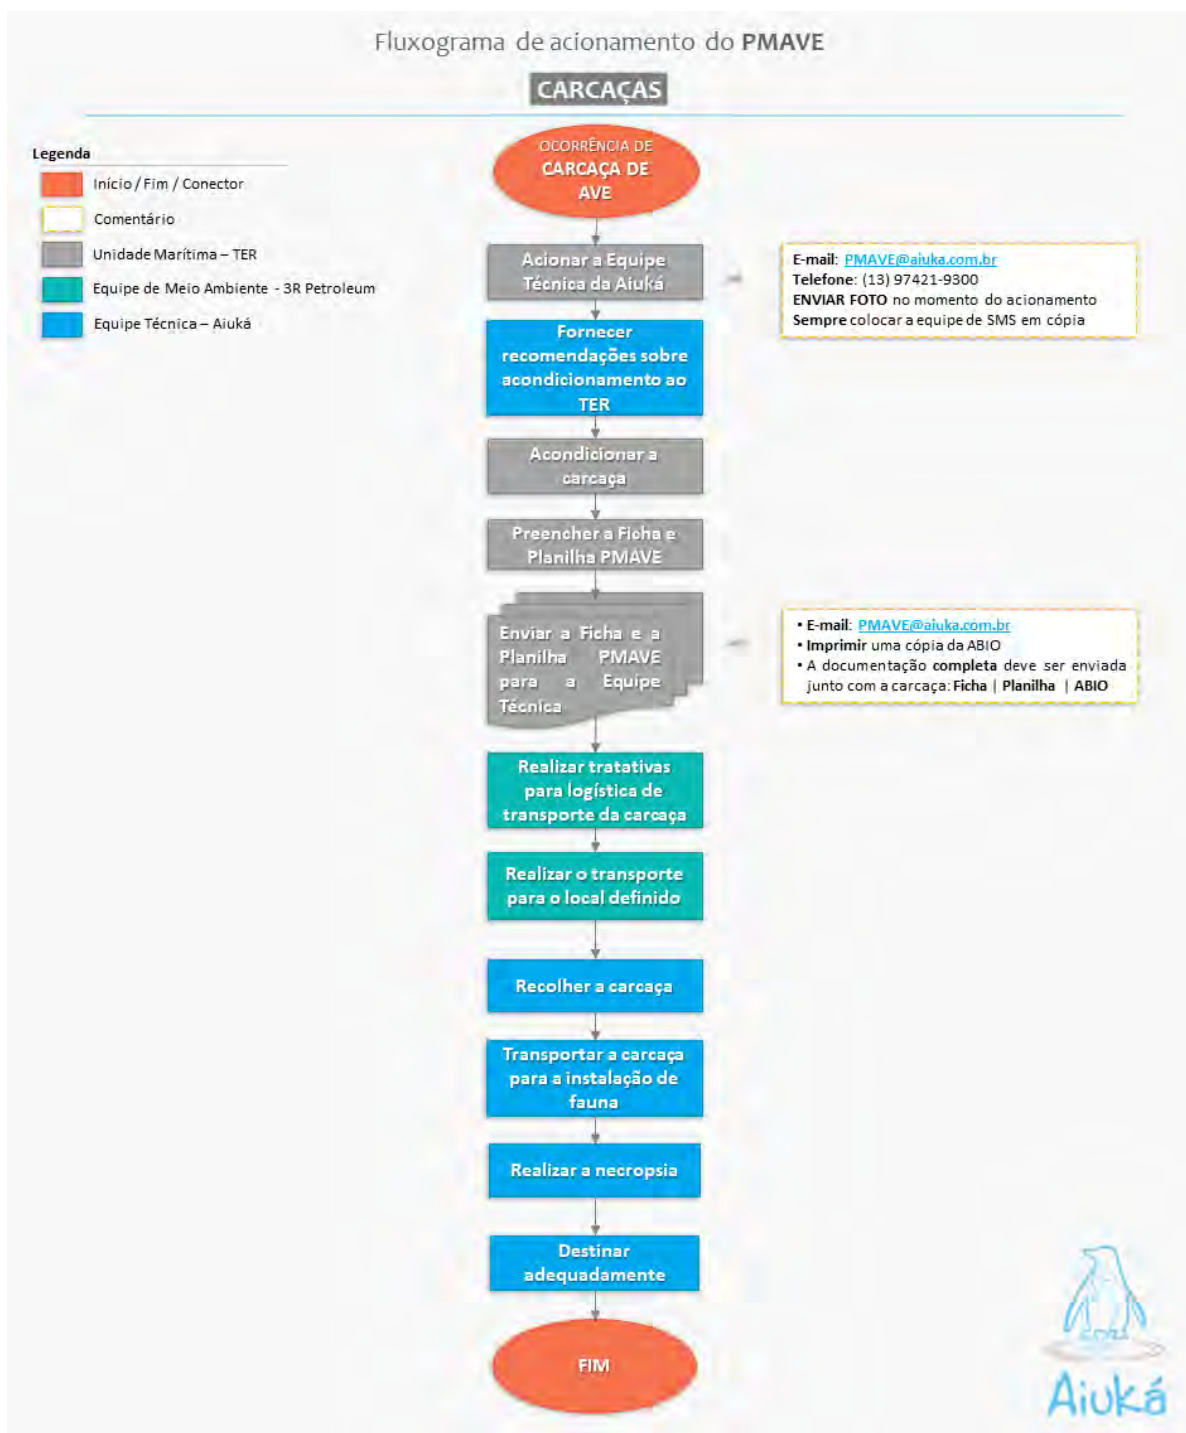 Fluxograma de acionamento do PMAVE
CARCAÇAS
Legenda
Início / Fim / Conector
Comentário
Unidade Marítima – TER
Equipe de Meio Ambiente - 3R Petroleum
Equipe Técnica – Aiuká
OCORRÊNCIA DE
CARCAÇA DE
AVE
Acionar a Equipe
Técnica da Aiuká
E-mail: PMAVE@aiuka.com.br
Telefone: (13) 97421-9300
ENVIAR FOTO no momento do acionamento
Sempre colocar a equipe de SMS em cópia
Fornecer
recomendações sobre
acondicionamento ao
TER
Acondicionar a
carcaça
Preencher a Ficha e
Planilha PMAVE
Enviar a Ficha e a
Planilha PMAVE
para a Equipe
Técnica
• E-mail: PMAVE@aiuka.com.br
• Imprimir uma cópia da ABIO
• A documentação completa deve ser enviada
junto com a carcaça: Ficha | Planilha | ABIO
Realizar tratativas
para logística de
transporte da carcaça
Realizar o transporte
para o local definido
Recolher a carcaça
Transportar a carcaça
para a instalação de
fauna
Realizar a necropsia
Destinar
adequadamente
FIM
Aiuká